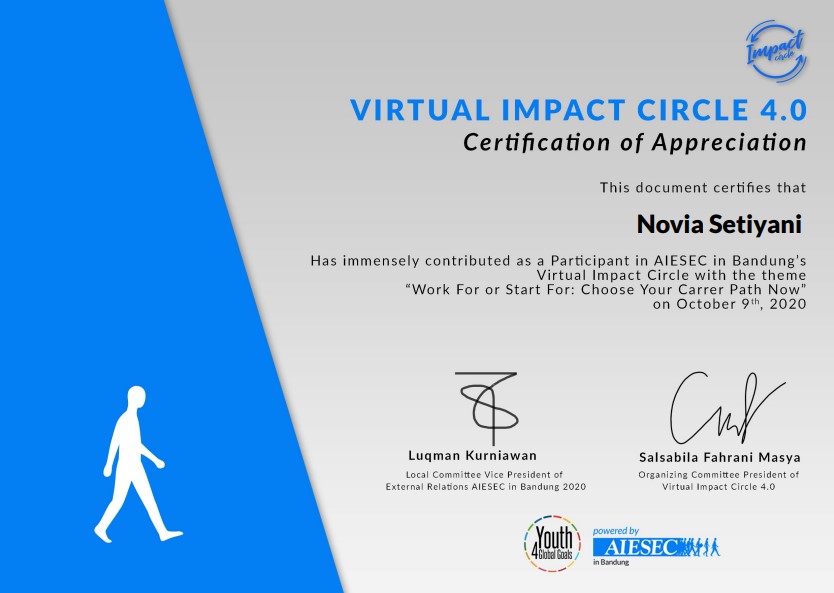 Impact
circle
VIRTUAL IMPACT CIRCLE 4.0
Certification of Appreciation
This document certifies that
Novia Setiyani
Has immensely contributed as a Participant in AIESEC in Bandung’s
Virtual Impact Circle with the theme
“Work For or Start For: Choose Your Carrer Path Now”
on October 9th, 2020
Luqman Kurniawan
Local Committee Vice President of
External Relations AIESEC in Bandung 2020
Salsabila Fahrani Masya
Organizing Committee President of
Virtual Impact Circle 4.0
Youth
4 Global Goals
powered by
AIESEC
in Bandung